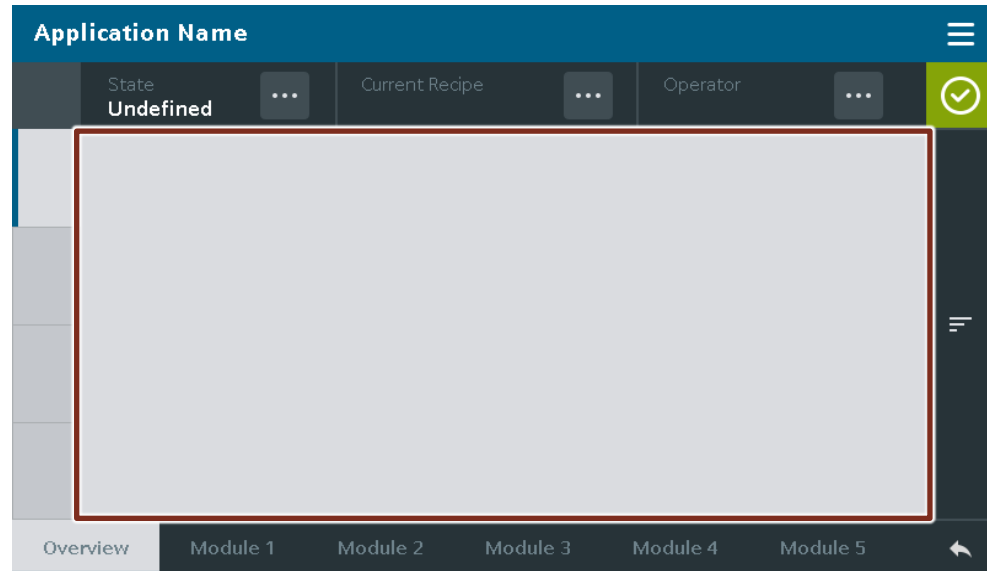 Application Name
State
Undefined
Current Recipe
Operator
Overview
Module 1
Module 2
Module 3
Module 4
Module 5